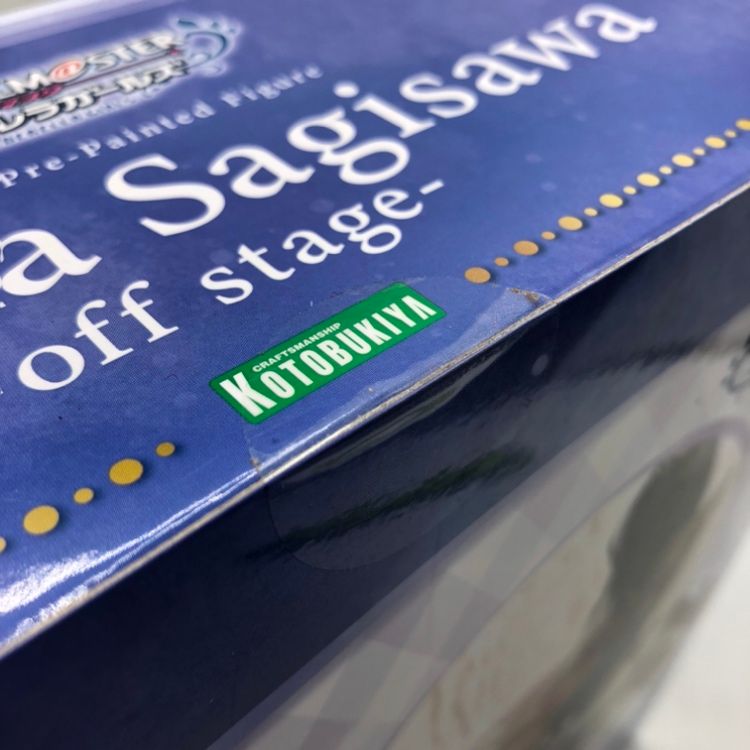 M@STER
Pre-Painted Figure
a Sagisawa
off stage-
CRAFTSMANSHIP
KOTOBUKIYA